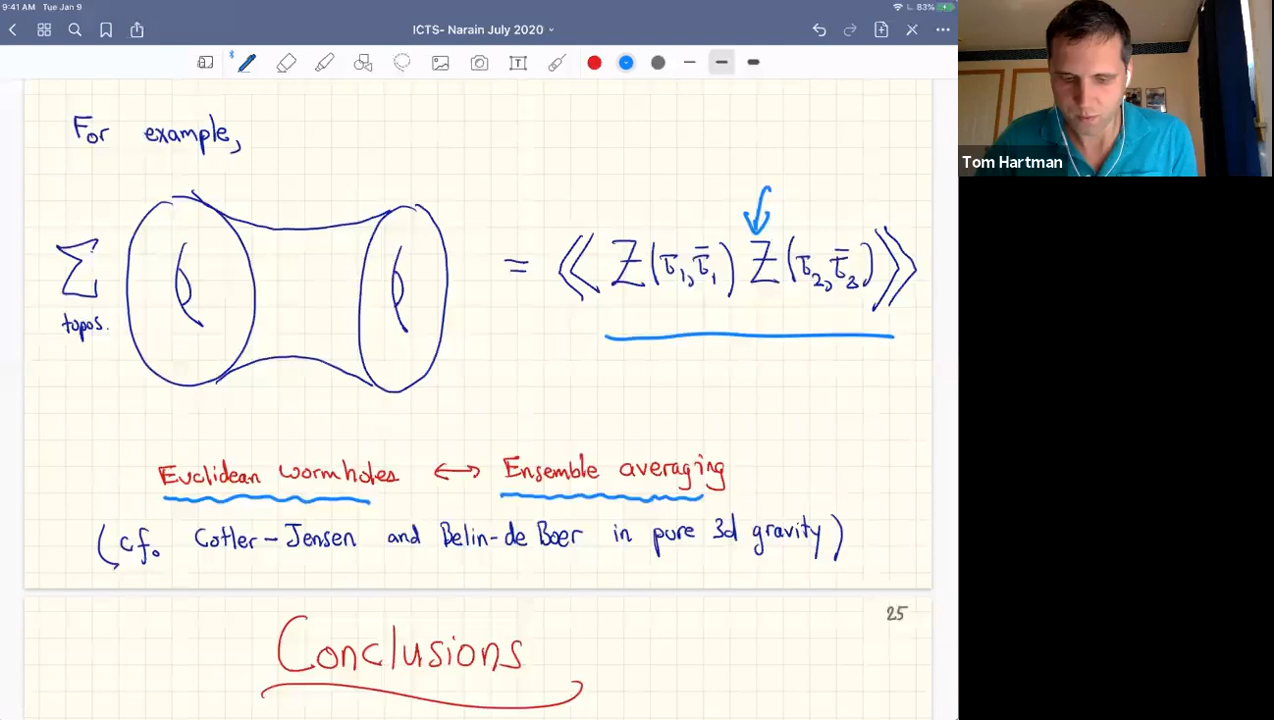 9:41 AM Tue Jan 9
83%
ICTS- Narain July 2020
Tom Hartman
For example,
∑ = ⟪ Z(τ₁,τ̄₁) Z(τ₂,τ̄₃) ⟫
topos.
Euclidean wormholes ↔ Ensemble averaging
(cf. Cotler-Jensen and Belin-de Boer in pure 3d gravity)
25
Conclusions